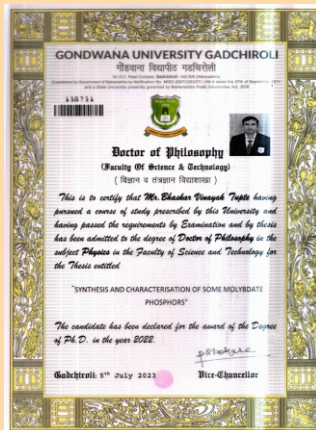 GONDWANA UNIVERSITY GADCHIROLI
गोंडवाना विद्यापीठ गडचिरोली
Doctor of Philosophy
(Faculty Of Science & Technology)
( विज्ञान व तंत्रज्ञान विद्याशाखा )
This is to certify that Mr. Bhaskar Vinayak Tupte having
pursued a course of study prescribed by this University and
having passed the requirements by Examination and by thesis
has been admitted to the degree of Doctor of Philosophy in the
subject Physics in the Faculty of Science and Technology for
the Thesis entitled
"SYNTHESIS AND CHARACTERISATION OF SOME MOLYBDATE
PHOSPHORS"
The candidate has been declared for the award of the Degree
of Ph.D. in the year 2022.
Gadchiroli: 5th July 2023
Vice-Chancellor